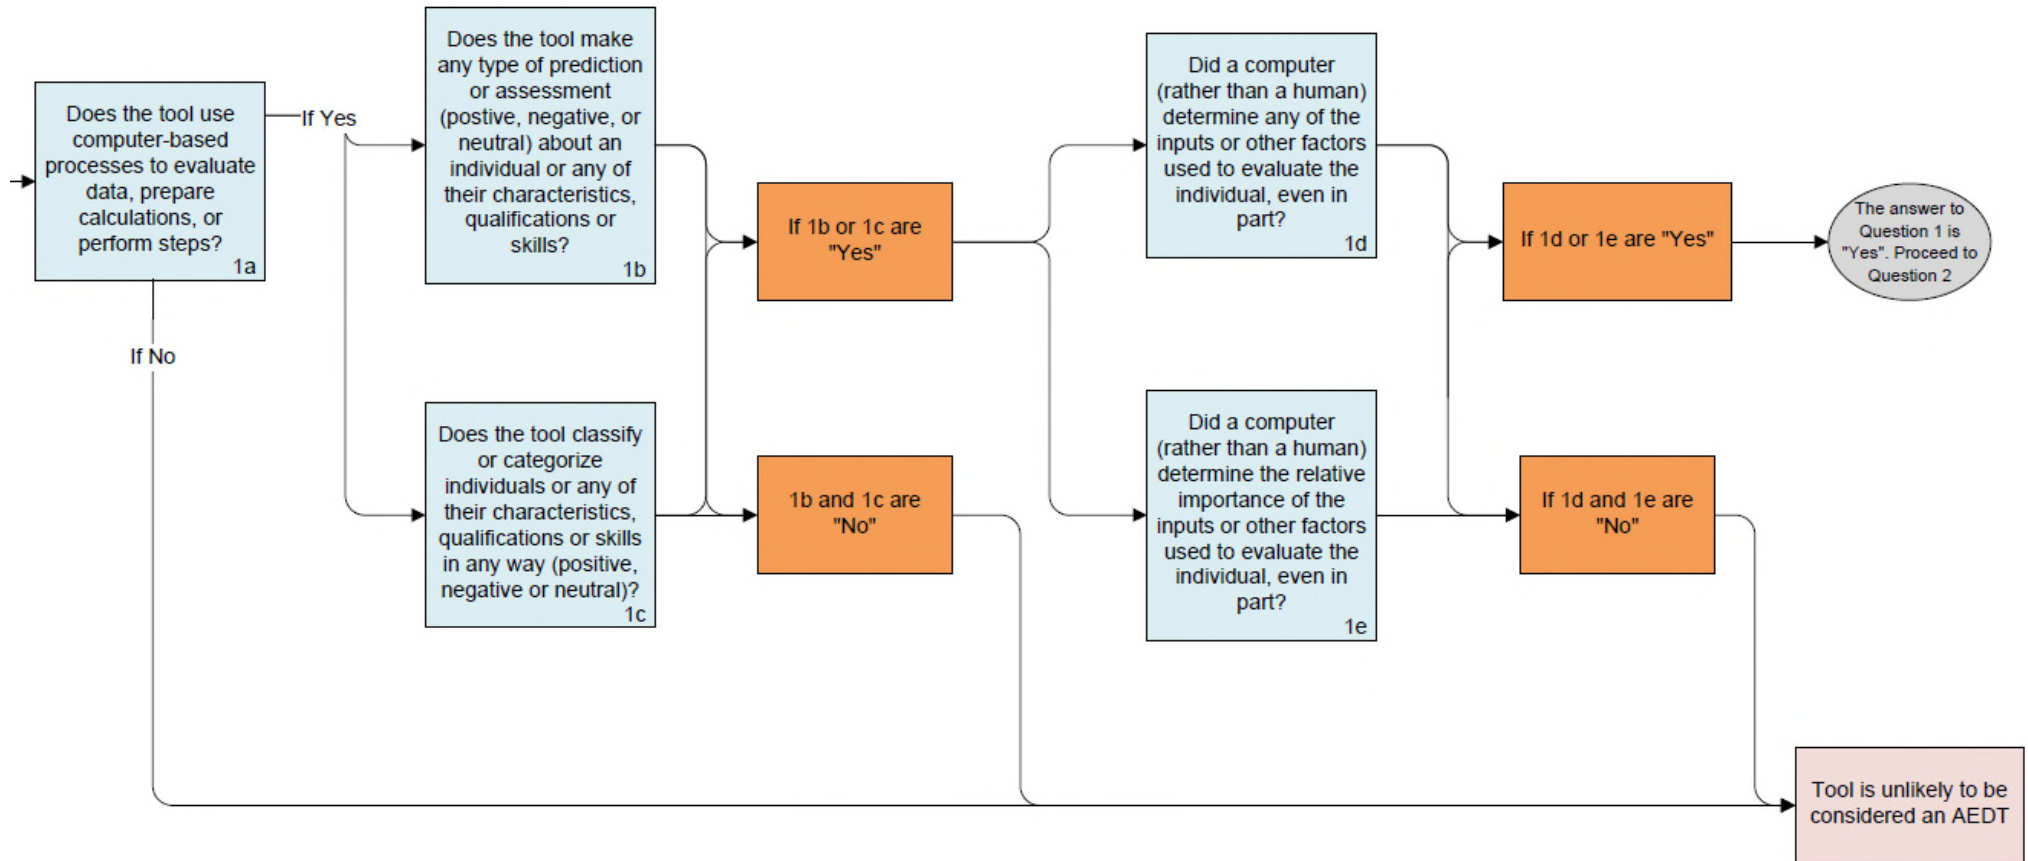 Does the tool use
computer-based
processes to evaluate
data, prepare
calculations, or
perform steps?
1a
If Yes
If No
Does the tool make
any type of prediction
or assessment
(postive, negative, or
neutral) about an
individual or any of
their characteristics,
qualifications or
skills?
1b
Does the tool classify
or categorize
individuals or any of
their characteristics,
qualifications or skills
in any way (positive,
negative or neutral)?
1c
If 1b or 1c are
"Yes"
1b and 1c are
"No"
Did a computer
(rather than a human)
determine any of the
inputs or other factors
used to evaluate the
individual, even in
part?
1d
Did a computer
(rather than a human)
determine the relative
importance of the
inputs or other factors
used to evaluate the
individual, even in
part?
1e
If 1d or 1e are "Yes"
If 1d and 1e are
"No"
The answer to
Question 1 is
"Yes". Proceed to
Question 2
Tool is unlikely to be
considered an AEDT